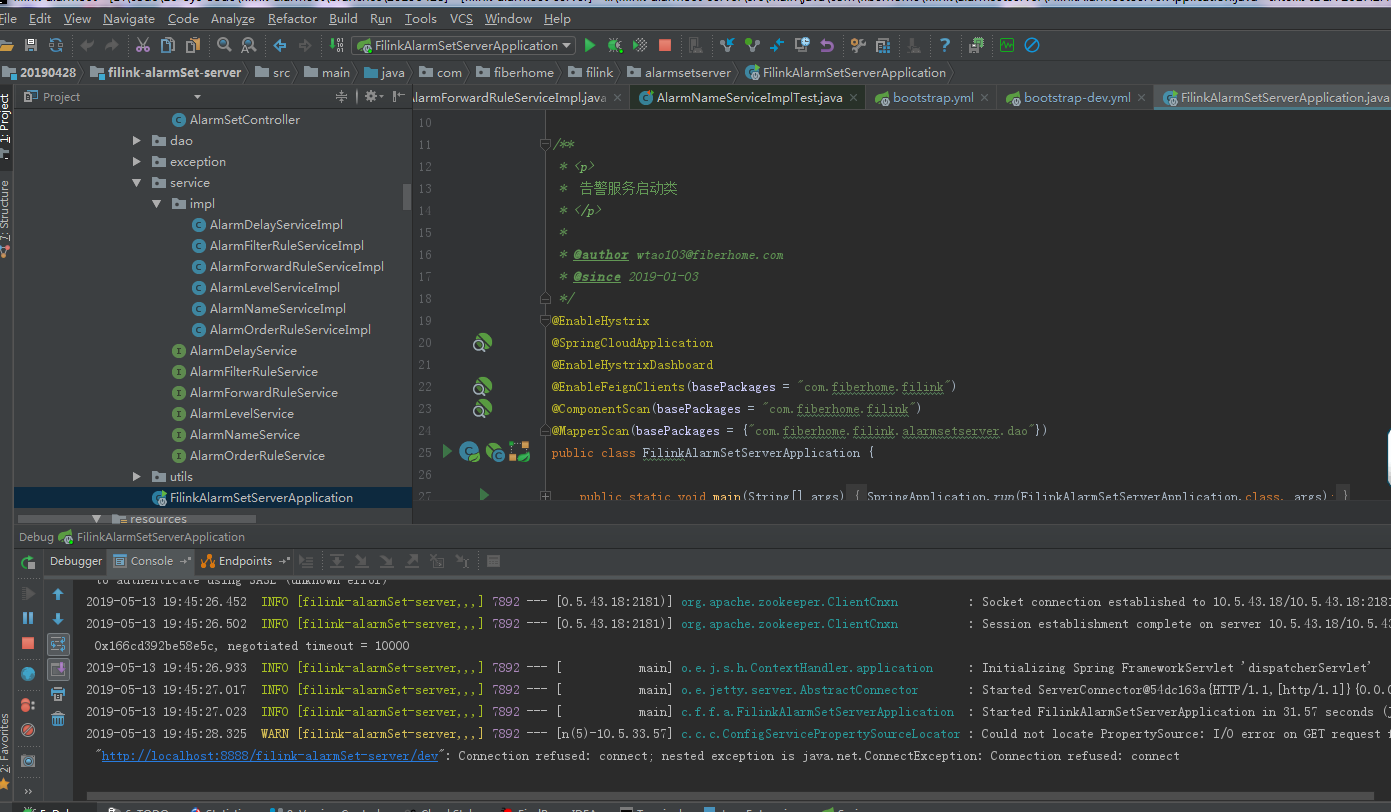 File Edit View Navigate Code Analyze Refactor Build Run Tools VCS Window Help
FilinkAlarmSetServerApplication
20190428 filink-alarmSet-server src main java com fiberhome filink alarmsetserver FilinkAlarmSetServerApplication
Project
AlarmForwardRuleServiceImpl.java AlarmNameServiceImplTest.java bootstrap.yml bootstrap-dev.yml FilinkAlarmSetServerApplication.java
1: Project
7: Structure
2: Favorites
AlarmSetController
dao
exception
service
impl
AlarmDelayServiceImpl
AlarmFilterRuleServiceImpl
AlarmForwardRuleServiceImpl
AlarmLevelServiceImpl
AlarmNameServiceImpl
AlarmOrderRuleServiceImpl
AlarmDelayService
AlarmFilterRuleService
AlarmForwardRuleService
AlarmLevelService
AlarmNameService
AlarmOrderRuleService
utils
FilinkAlarmSetServerApplication
resources
10
11 /**
12 * <p>
13 * 告警服务启动类
14 * </p>
15 *
16 * @author wtao103@fiberhome.com
17 * @since 2019-01-03
18 */
19 @EnableHystrix
20 @SpringCloudApplication
21 @EnableHystrixDashboard
22 @EnableFeignClients(basePackages = "com.fiberhome.filink")
23 @ComponentScan(basePackages = "com.fiberhome.filink")
24 @MapperScan(basePackages = {"com.fiberhome.filink.alarmsetserver.dao"})
25 public class FilinkAlarmSetServerApplication {
26
27 public static void main(String[] args) { SpringApplication.run(FilinkAlarmSetServerApplication.class, args); }
Debug FilinkAlarmSetServerApplication
Debugger Console Endpoints
to authenticate using SASL (unknown error)
2019-05-13 19:45:26.452 INFO [filink-alarmSet-server,,,] 7892 --- [0.5.43.18:2181)] org.apache.zookeeper.ClientCnxn : Socket connection established to 10.5.43.18/10.5.43.18:2181
2019-05-13 19:45:26.502 INFO [filink-alarmSet-server,,,] 7892 --- [0.5.43.18:2181)] org.apache.zookeeper.ClientCnxn : Session establishment complete on server 10.5.43.18/10.5.43
0x166cd392be58e5c, negotiated timeout = 10000
2019-05-13 19:45:26.933 INFO [filink-alarmSet-server,,,] 7892 --- [ main] o.e.j.s.h.ContextHandler.application : Initializing Spring FrameworkServlet 'dispatcherServlet'
2019-05-13 19:45:27.017 INFO [filink-alarmSet-server,,,] 7892 --- [ main] o.e.jetty.server.AbstractConnector : Started ServerConnector@54dc163a{HTTP/1.1,[http/1.1]}{0.0.
2019-05-13 19:45:27.023 INFO [filink-alarmSet-server,,,] 7892 --- [ main] c.f.f.a.FilinkAlarmSetServerApplication : Started FilinkAlarmSetServerApplication in 31.57 seconds (
2019-05-13 19:45:28.325 WARN [filink-alarmSet-server,,,] 7892 --- [n(5)-10.5.33.57] c.c.c.ConfigServicePropertySourceLocator : Could not locate PropertySource: I/O error on GET request f
"http://localhost:8888/filink-alarmSet-server/dev": Connection refused: connect; nested exception is java.net.ConnectException: Connection refused: connect